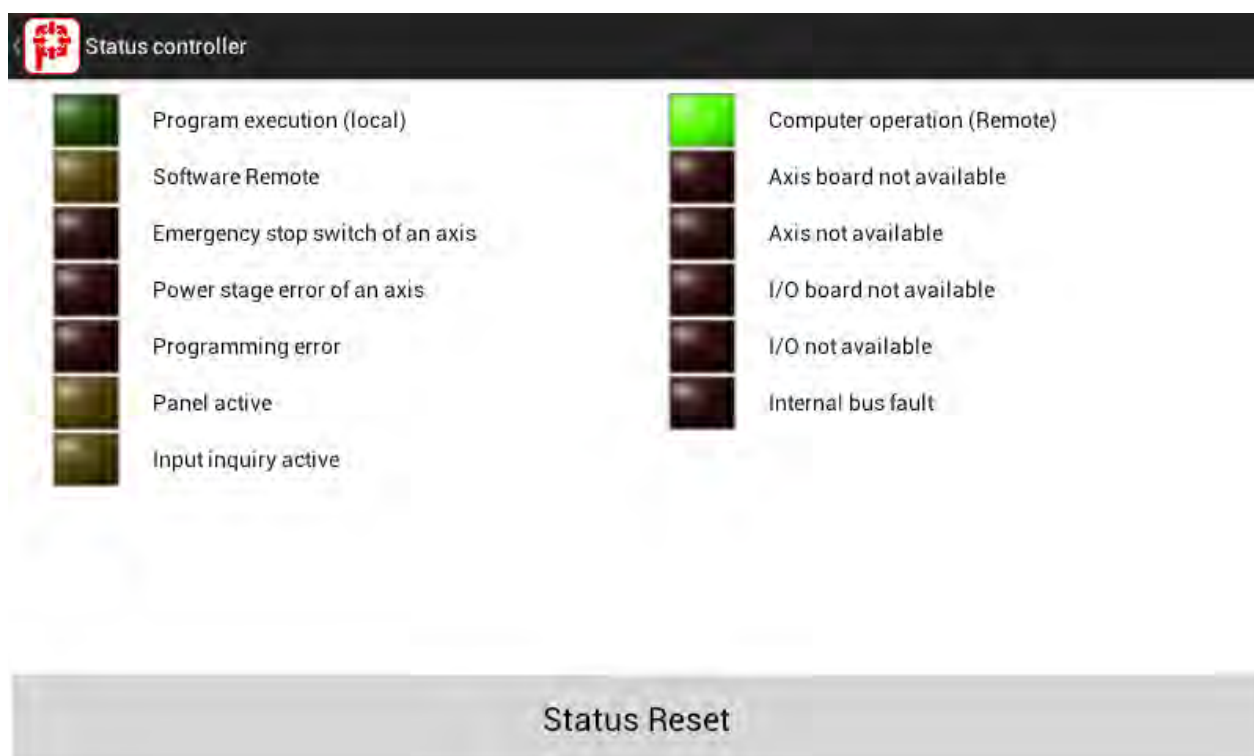 Status controller
Program execution (local)
Software Remote
Emergency stop switch of an axis
Power stage error of an axis
Programming error
Panel active
Input inquiry active
Computer operation (Remote)
Axis board not available
Axis not available
I/O board not available
I/O not available
Internal bus fault
Status Reset